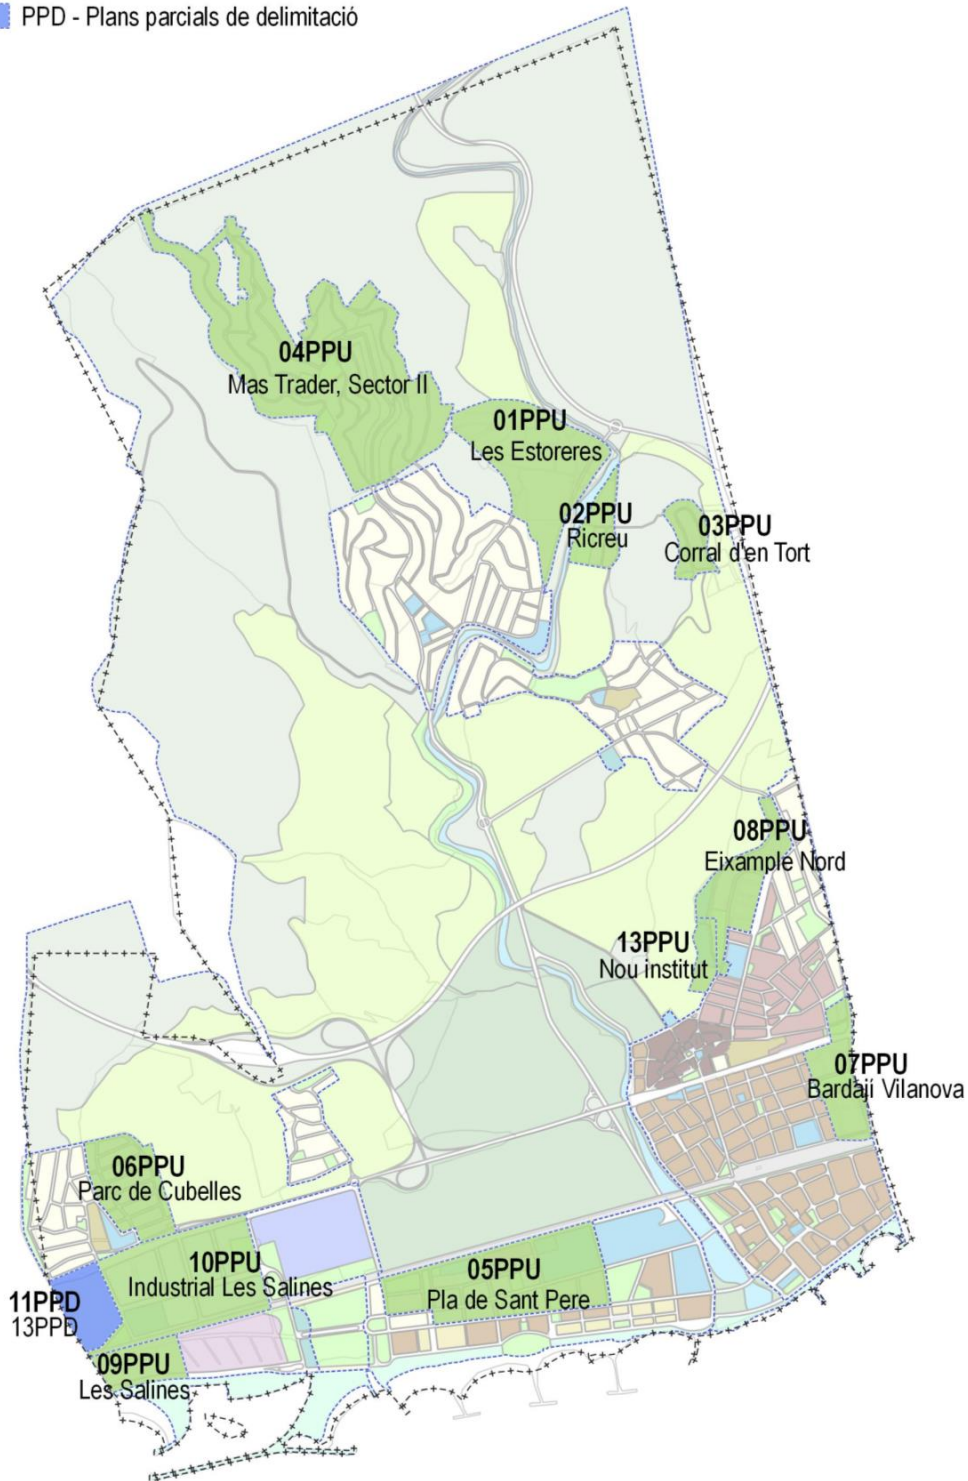 PPD - Plans parcials de delimitació
04PPU
Mas Trader, Sector II
01PPU
Les Estoreres
02PPU
Ricreu
03PPU
Corral d'en Tort
08PPU
Eixample Nord
13PPU
Nou institut
07PPU
Bardají Vilanova
06PPU
Parc de Cubelles
10PPU
Industrial Les Salines
05PPU
Pla de Sant Pere
11PPD
13PPD
09PPU
Les Salines